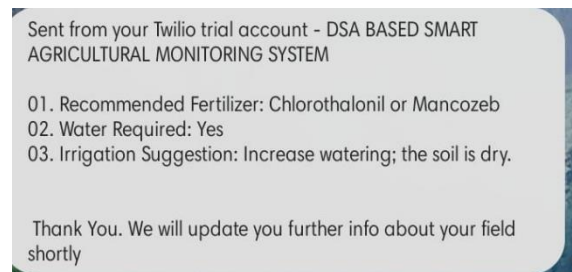 Sent from your Twilio trial account - DSA BASED SMART
AGRICULTURAL MONITORING SYSTEM
01. Recommended Fertilizer: Chlorothalonil or Mancozeb
02. Water Required: Yes
03. Irrigation Suggestion: Increase watering; the soil is dry.
Thank You. We will update you further info about your field
shortly